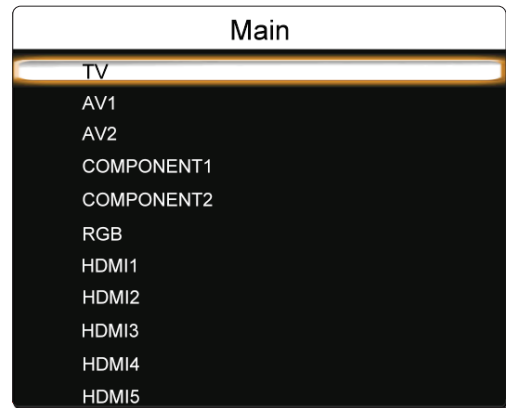 Main
TV
AV1
AV2
COMPONENT1
COMPONENT2
RGB
HDMI1
HDMI2
HDMI3
HDMI4
HDMI5